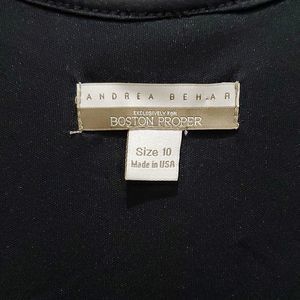 ANDREA BEHAR
EXCLUSIVELY FOR
BOSTON PROPER
Size 10
Made in USA